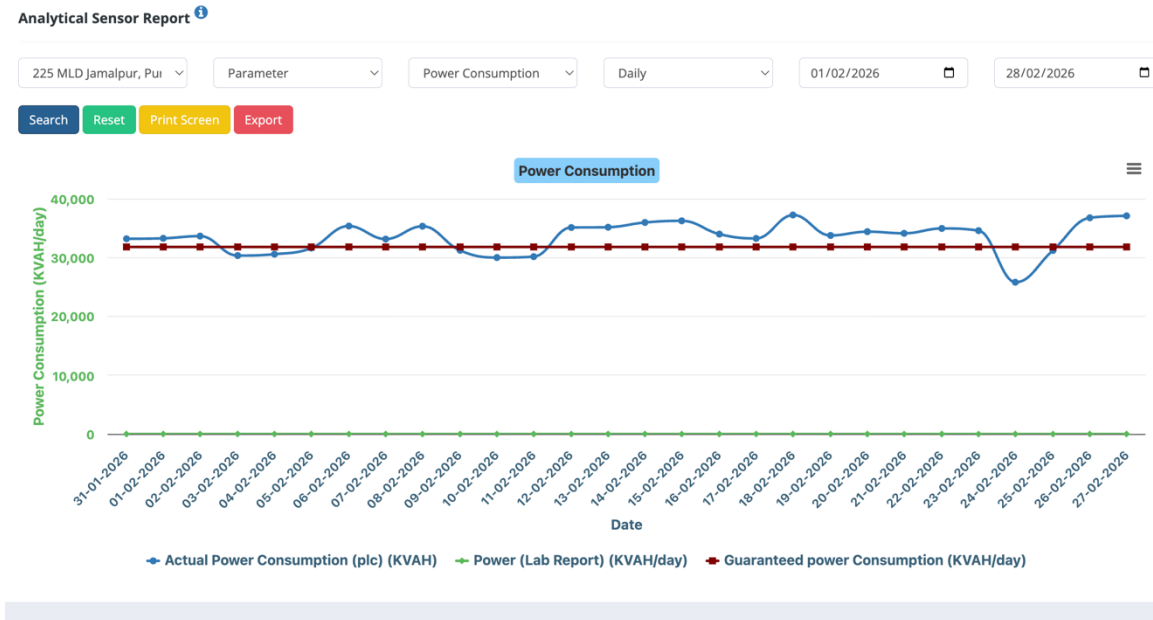 Analytical Sensor Report
225 MLD Jamalpur, Pur
Parameter
Power Consumption
Daily
01/02/2026
28/02/2026
Search
Reset
Print Screen
Export
Power Consumption
Power Consumption (KVAH/day)
40,000
30,000
20,000
10,000
0
31-01-2026
01-02-2026
02-02-2026
03-02-2026
04-02-2026
05-02-2026
06-02-2026
07-02-2026
08-02-2026
09-02-2026
10-02-2026
11-02-2026
12-02-2026
13-02-2026
14-02-2026
15-02-2026
16-02-2026
17-02-2026
18-02-2026
19-02-2026
20-02-2026
21-02-2026
22-02-2026
23-02-2026
24-02-2026
25-02-2026
26-02-2026
27-02-2026
Date
Actual Power Consumption (plc) (KVAH)
Power (Lab Report) (KVAH/day)
Guaranteed power Consumption (KVAH/day)